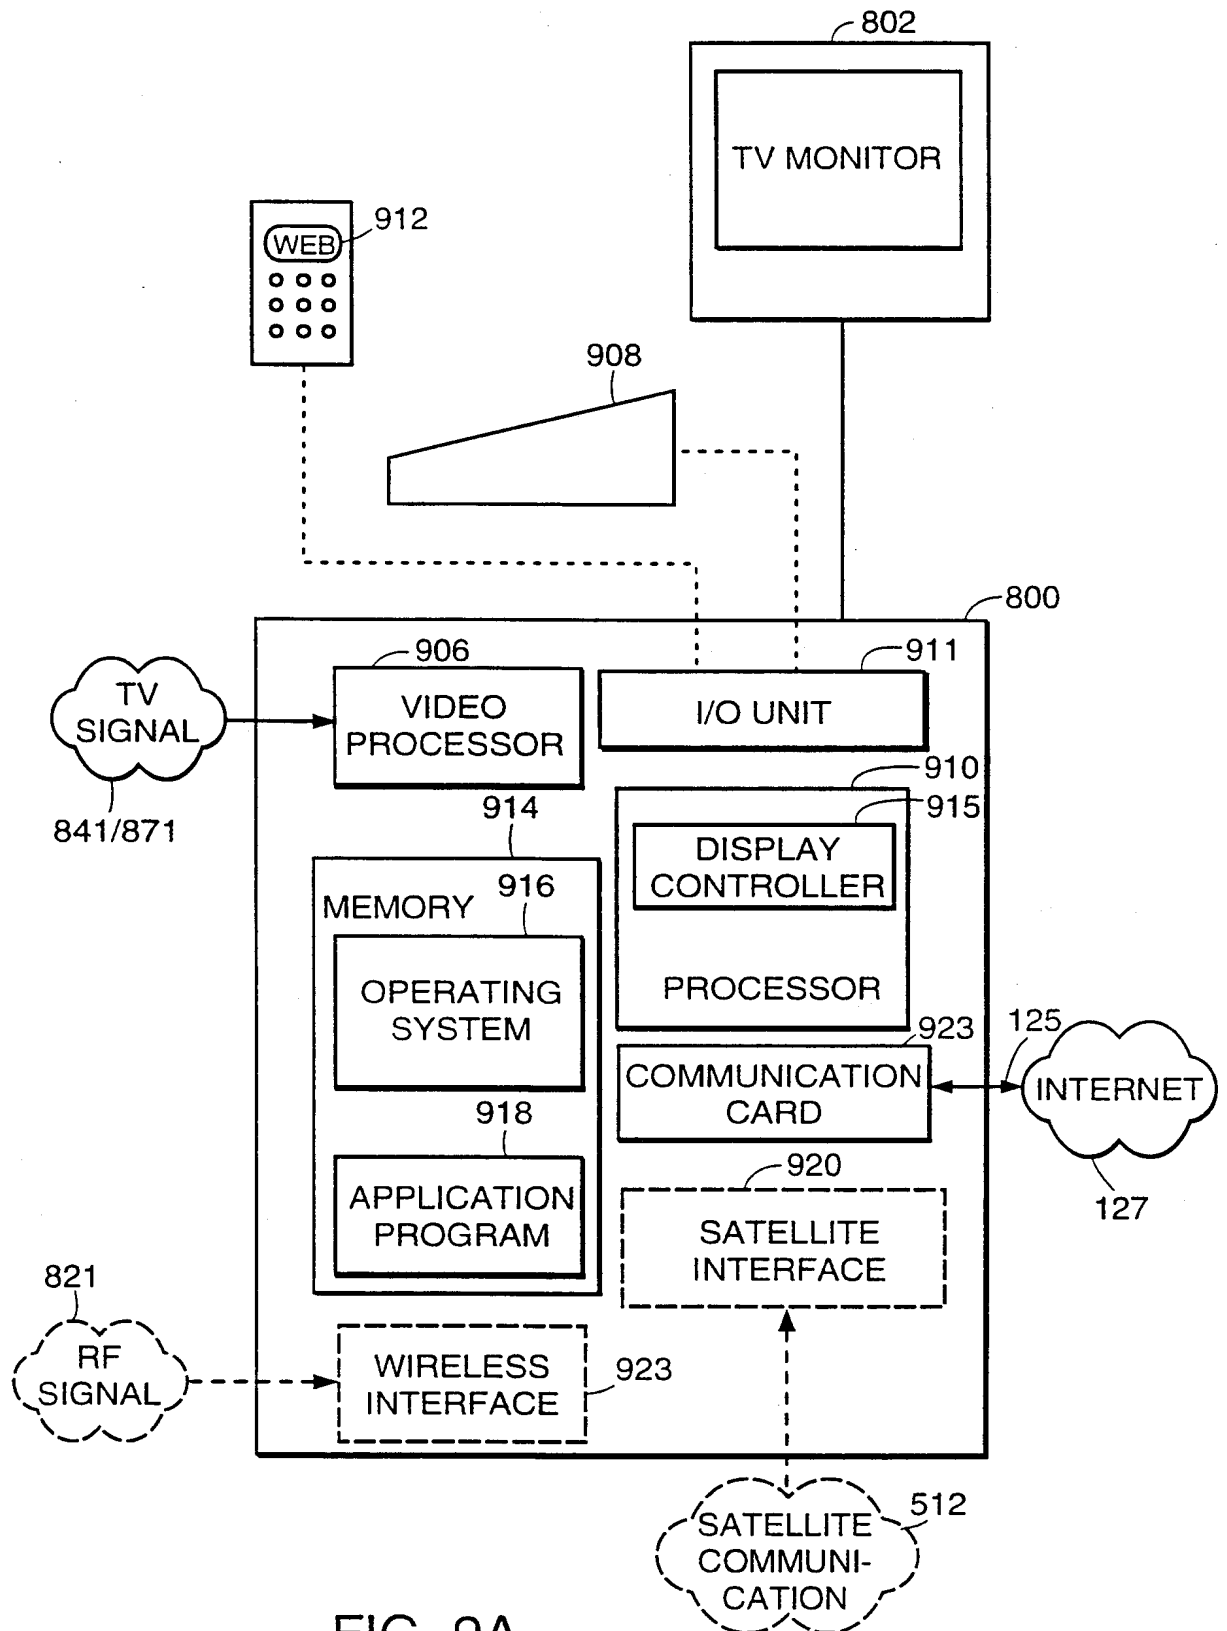 802
TV MONITOR
912
WEB
908
800
906
911
TV
SIGNAL
VIDEO
PROCESSOR
I/O UNIT
841/871
910
914
915
DISPLAY
CONTROLLER
916
MEMORY
OPERATING
SYSTEM
PROCESSOR
923
125
COMMUNICATION
CARD
INTERNET
918
127
920
APPLICATION
PROGRAM
SATELLITE
INTERFACE
821
RF
SIGNAL
WIRELESS
INTERFACE
923
512
SATELLITE
COMMUNI-
CATION
FIG. 9A